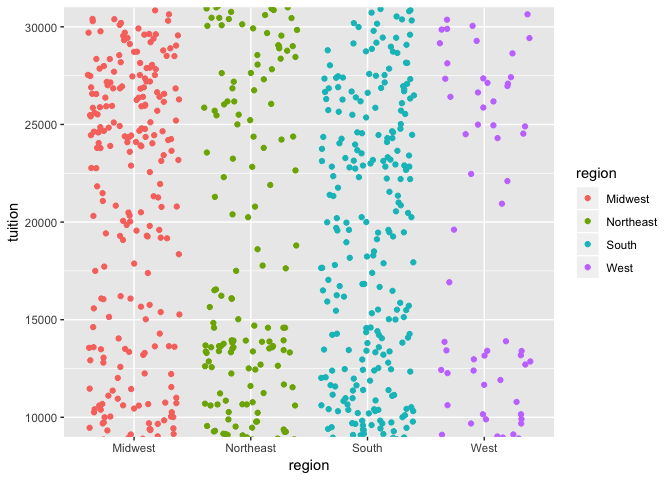 30000
25000
20000
15000
10000
tuition
Midwest
Northeast
South
West
region
region
Midwest
Northeast
South
West